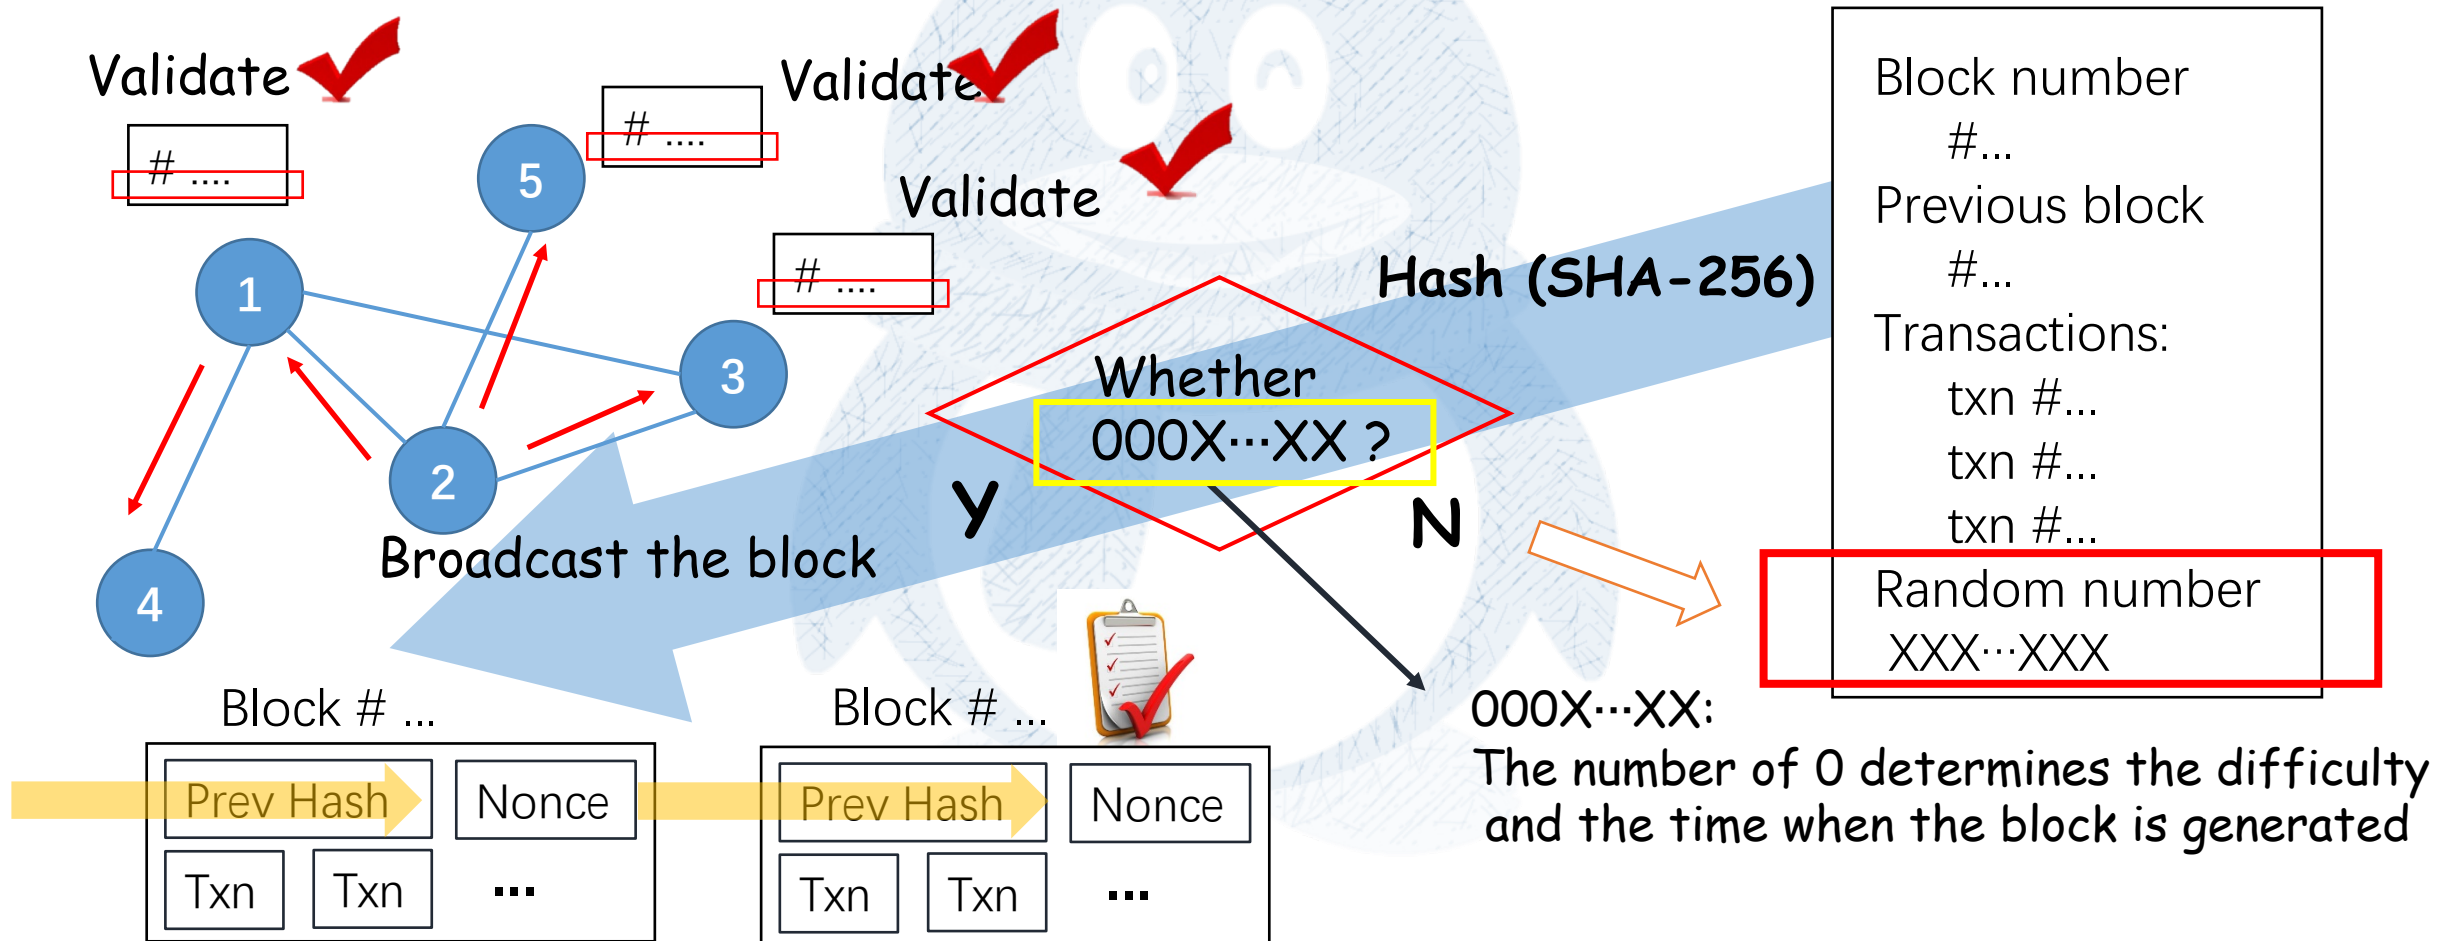 Validate
# ....
5
# ....
Validate
Validate
# ....
1
3
2
4
Broadcast the block
Hash (SHA-256)
Whether
000X···XX ?
Y
N
Block number
#...
Previous block
#...
Transactions:
txn #...
txn #...
txn #...
Random number
XXX···XXX
000X···XX:
The number of 0 determines the difficulty
and the time when the block is generated
Block # ...
Prev Hash
Nonce
Txn
Txn
...
Block # ...
Prev Hash
Nonce
Txn
Txn
...